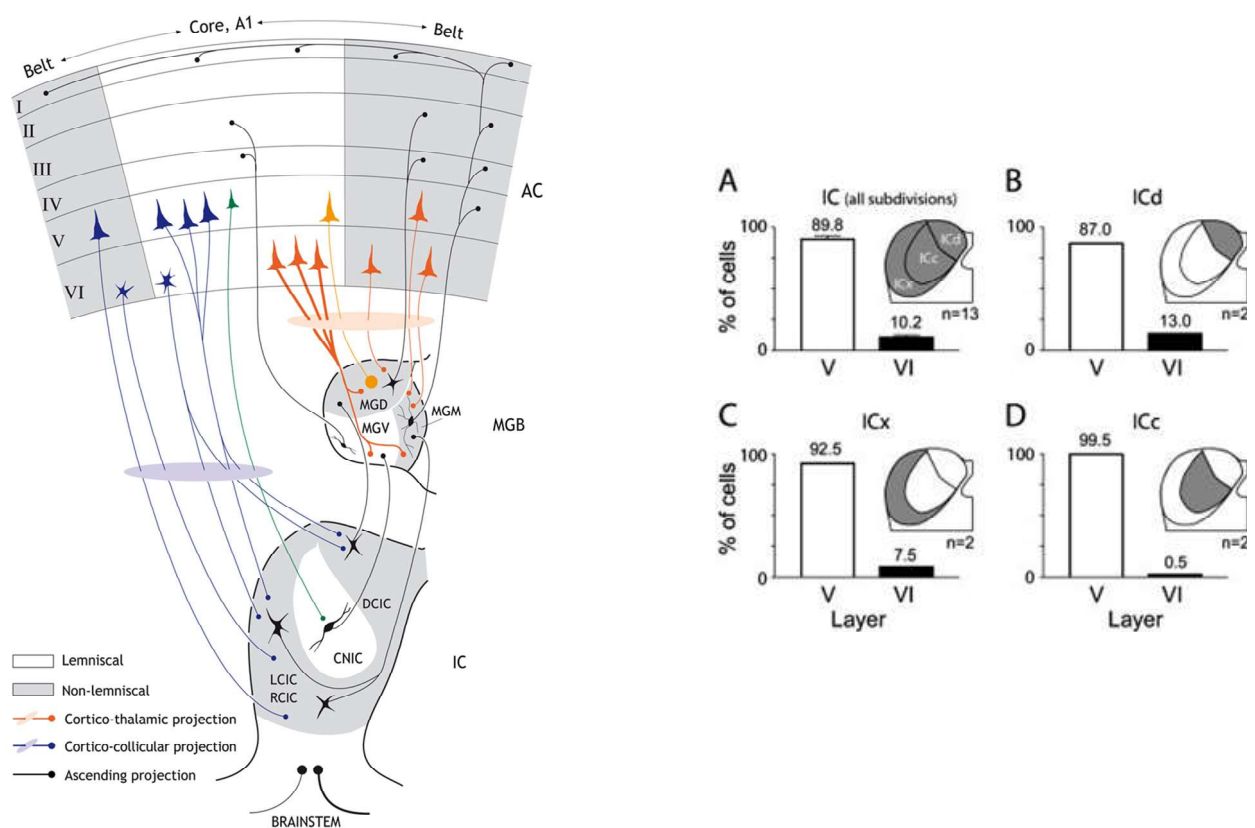 Belt
Core, A1
Belt
I
II
III
IV
V
VI
AC
MGD
MGV
MGM
MGB
DCIC
CNIC
LCIC
RCIC
IC
Lemniscal
Non-lemniscal
Cortico-thalamic projection
Cortico-collicular projection
Ascending projection
BRAINSTEM
A
IC (all subdivisions)
% of cells
100
0
89.8
10.2
ICd
ICc
ICx
n=13
V VI
B
ICd
100
0
87.0
13.0
n=2
V VI
C
ICx
% of cells
100
0
92.5
7.5
n=2
V VI
Layer
D
ICc
100
0
99.5
0.5
n=2
V VI
Layer